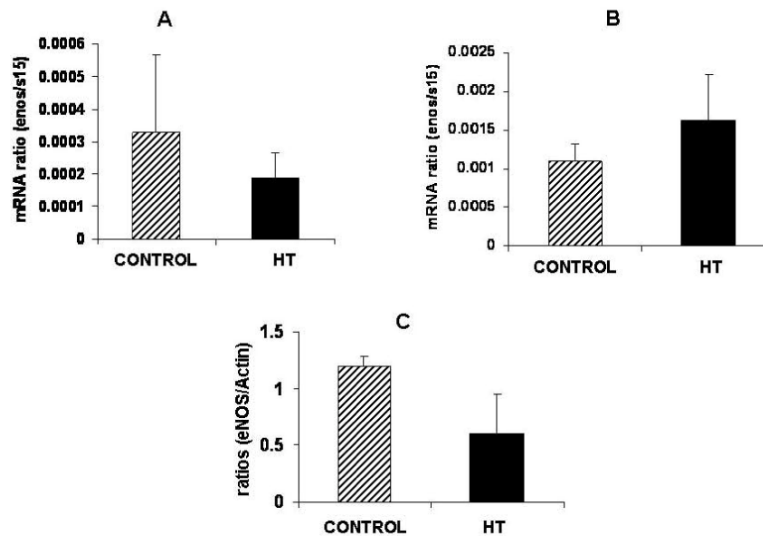 A
mRNA ratio (enos/s15)
0.0006
0.0005
0.0004
0.0003
0.0002
0.0001
0
CONTROL HT
B
mRNA ratio (enos/s15)
0.0025
0.002
0.0015
0.001
0.0005
0
CONTROL HT
C
ratios (eNOS/Actin)
1.5
1
0.5
0
CONTROL HT